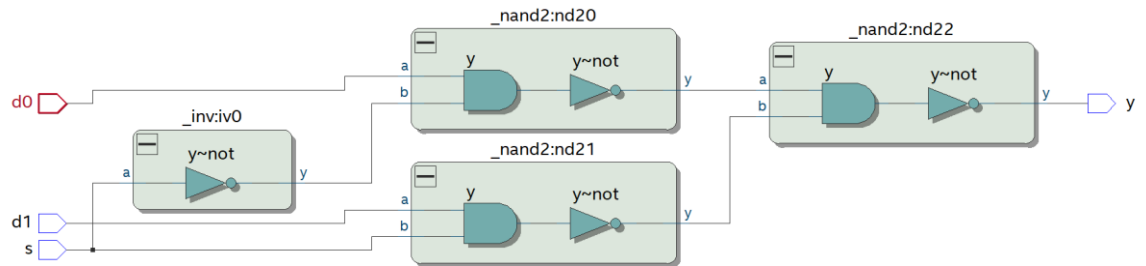 _nand2:nd20
y
y~not
a
b
y
d0
_inv:iv0
y~not
a
y
_nand2:nd21
y
y~not
a
b
y
d1
s
_nand2:nd22
y
y~not
a
b
y
y